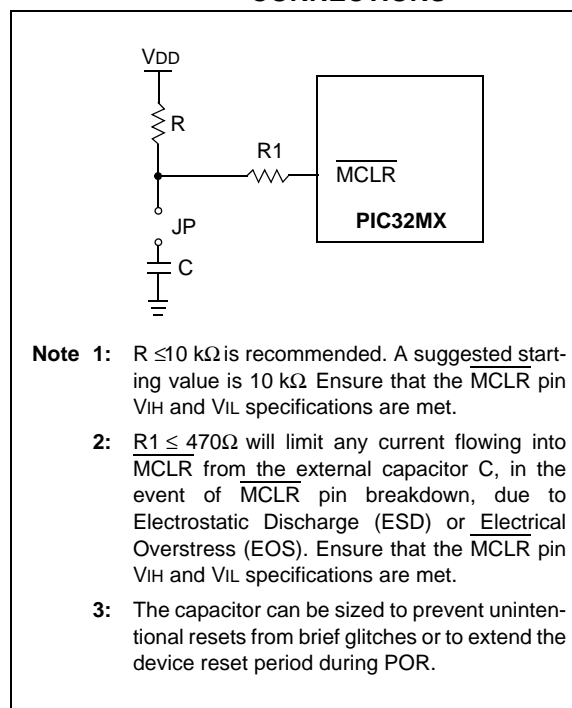 VDD
R
R1
MCLR
JP
PIC32MX
C
Note 1: R ≤10 kΩ is recommended. A suggested start-
ing value is 10 kΩ. Ensure that the MCLR pin
VIH and VIL specifications are met.
2: R1 ≤ 470Ω will limit any current flowing into
MCLR from the external capacitor C, in the
event of MCLR pin breakdown, due to
Electrostatic Discharge (ESD) or Electrical
Overstress (EOS). Ensure that the MCLR pin
VIH and VIL specifications are met.
3: The capacitor can be sized to prevent uninten-
tional resets from brief glitches or to extend the
device reset period during POR.